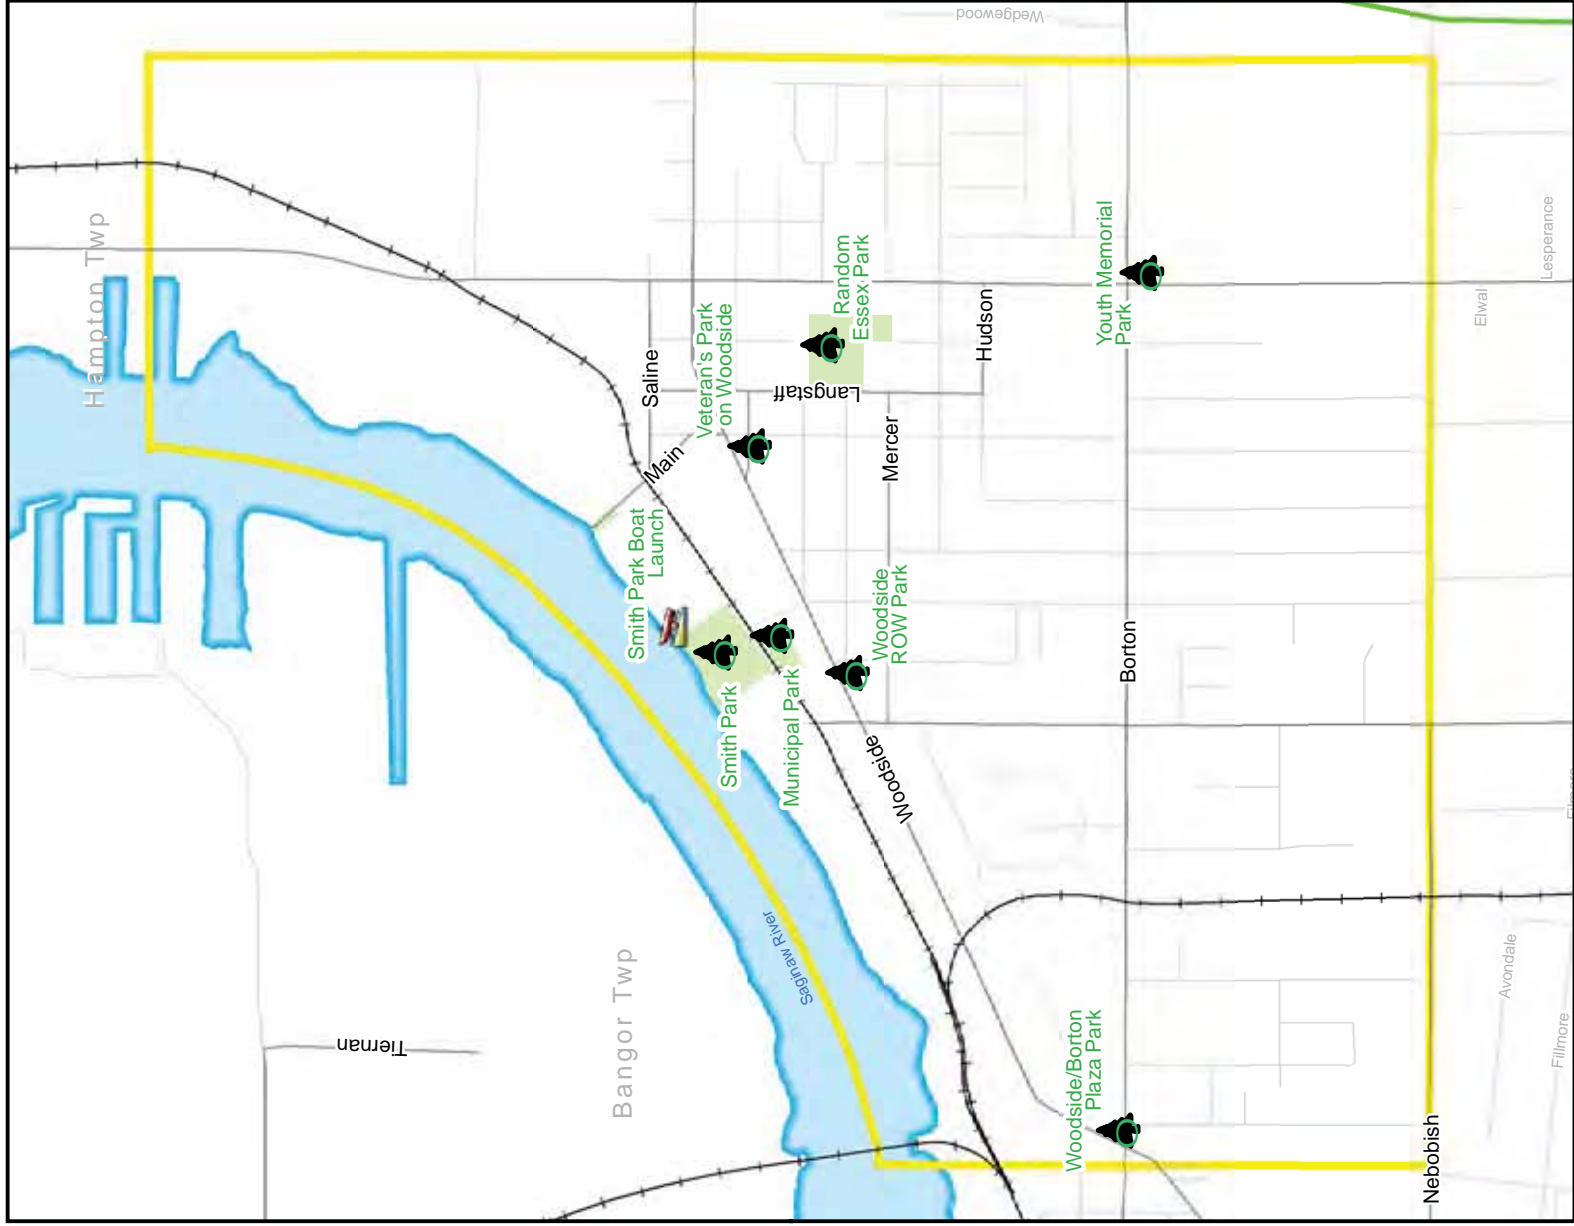 Hampton Twp
Wedgewood
Saline
Veteran's Park
on Woodside
Random
Essex Park
Langstaff
Hudson
Youth Memorial
Park
Elwal
Lesperance
Main
Mercer
Smith Park Boat
Launch
Smith Park
Municipal Park
Woodside
ROW Park
Woodside
Borton
Saginaw River
Bangor Twp
Tiernan
Woodside/Borton
Plaza Park
Nebobish
Avondale
Fillmore